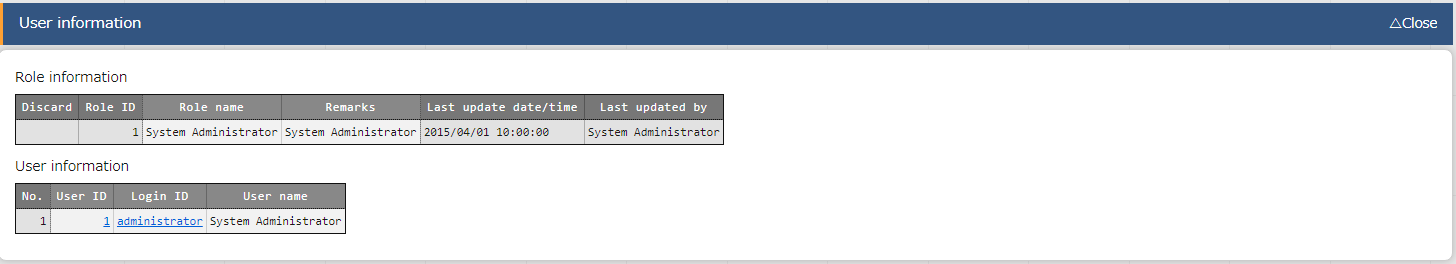 User information △Close
Role information
Discard Role ID Role name Remarks Last update date/time Last updated by
1 System Administrator System Administrator 2015/04/01 10:00:00 System Administrator
User information
No. User ID Login ID User name
1 1 administrator System Administrator